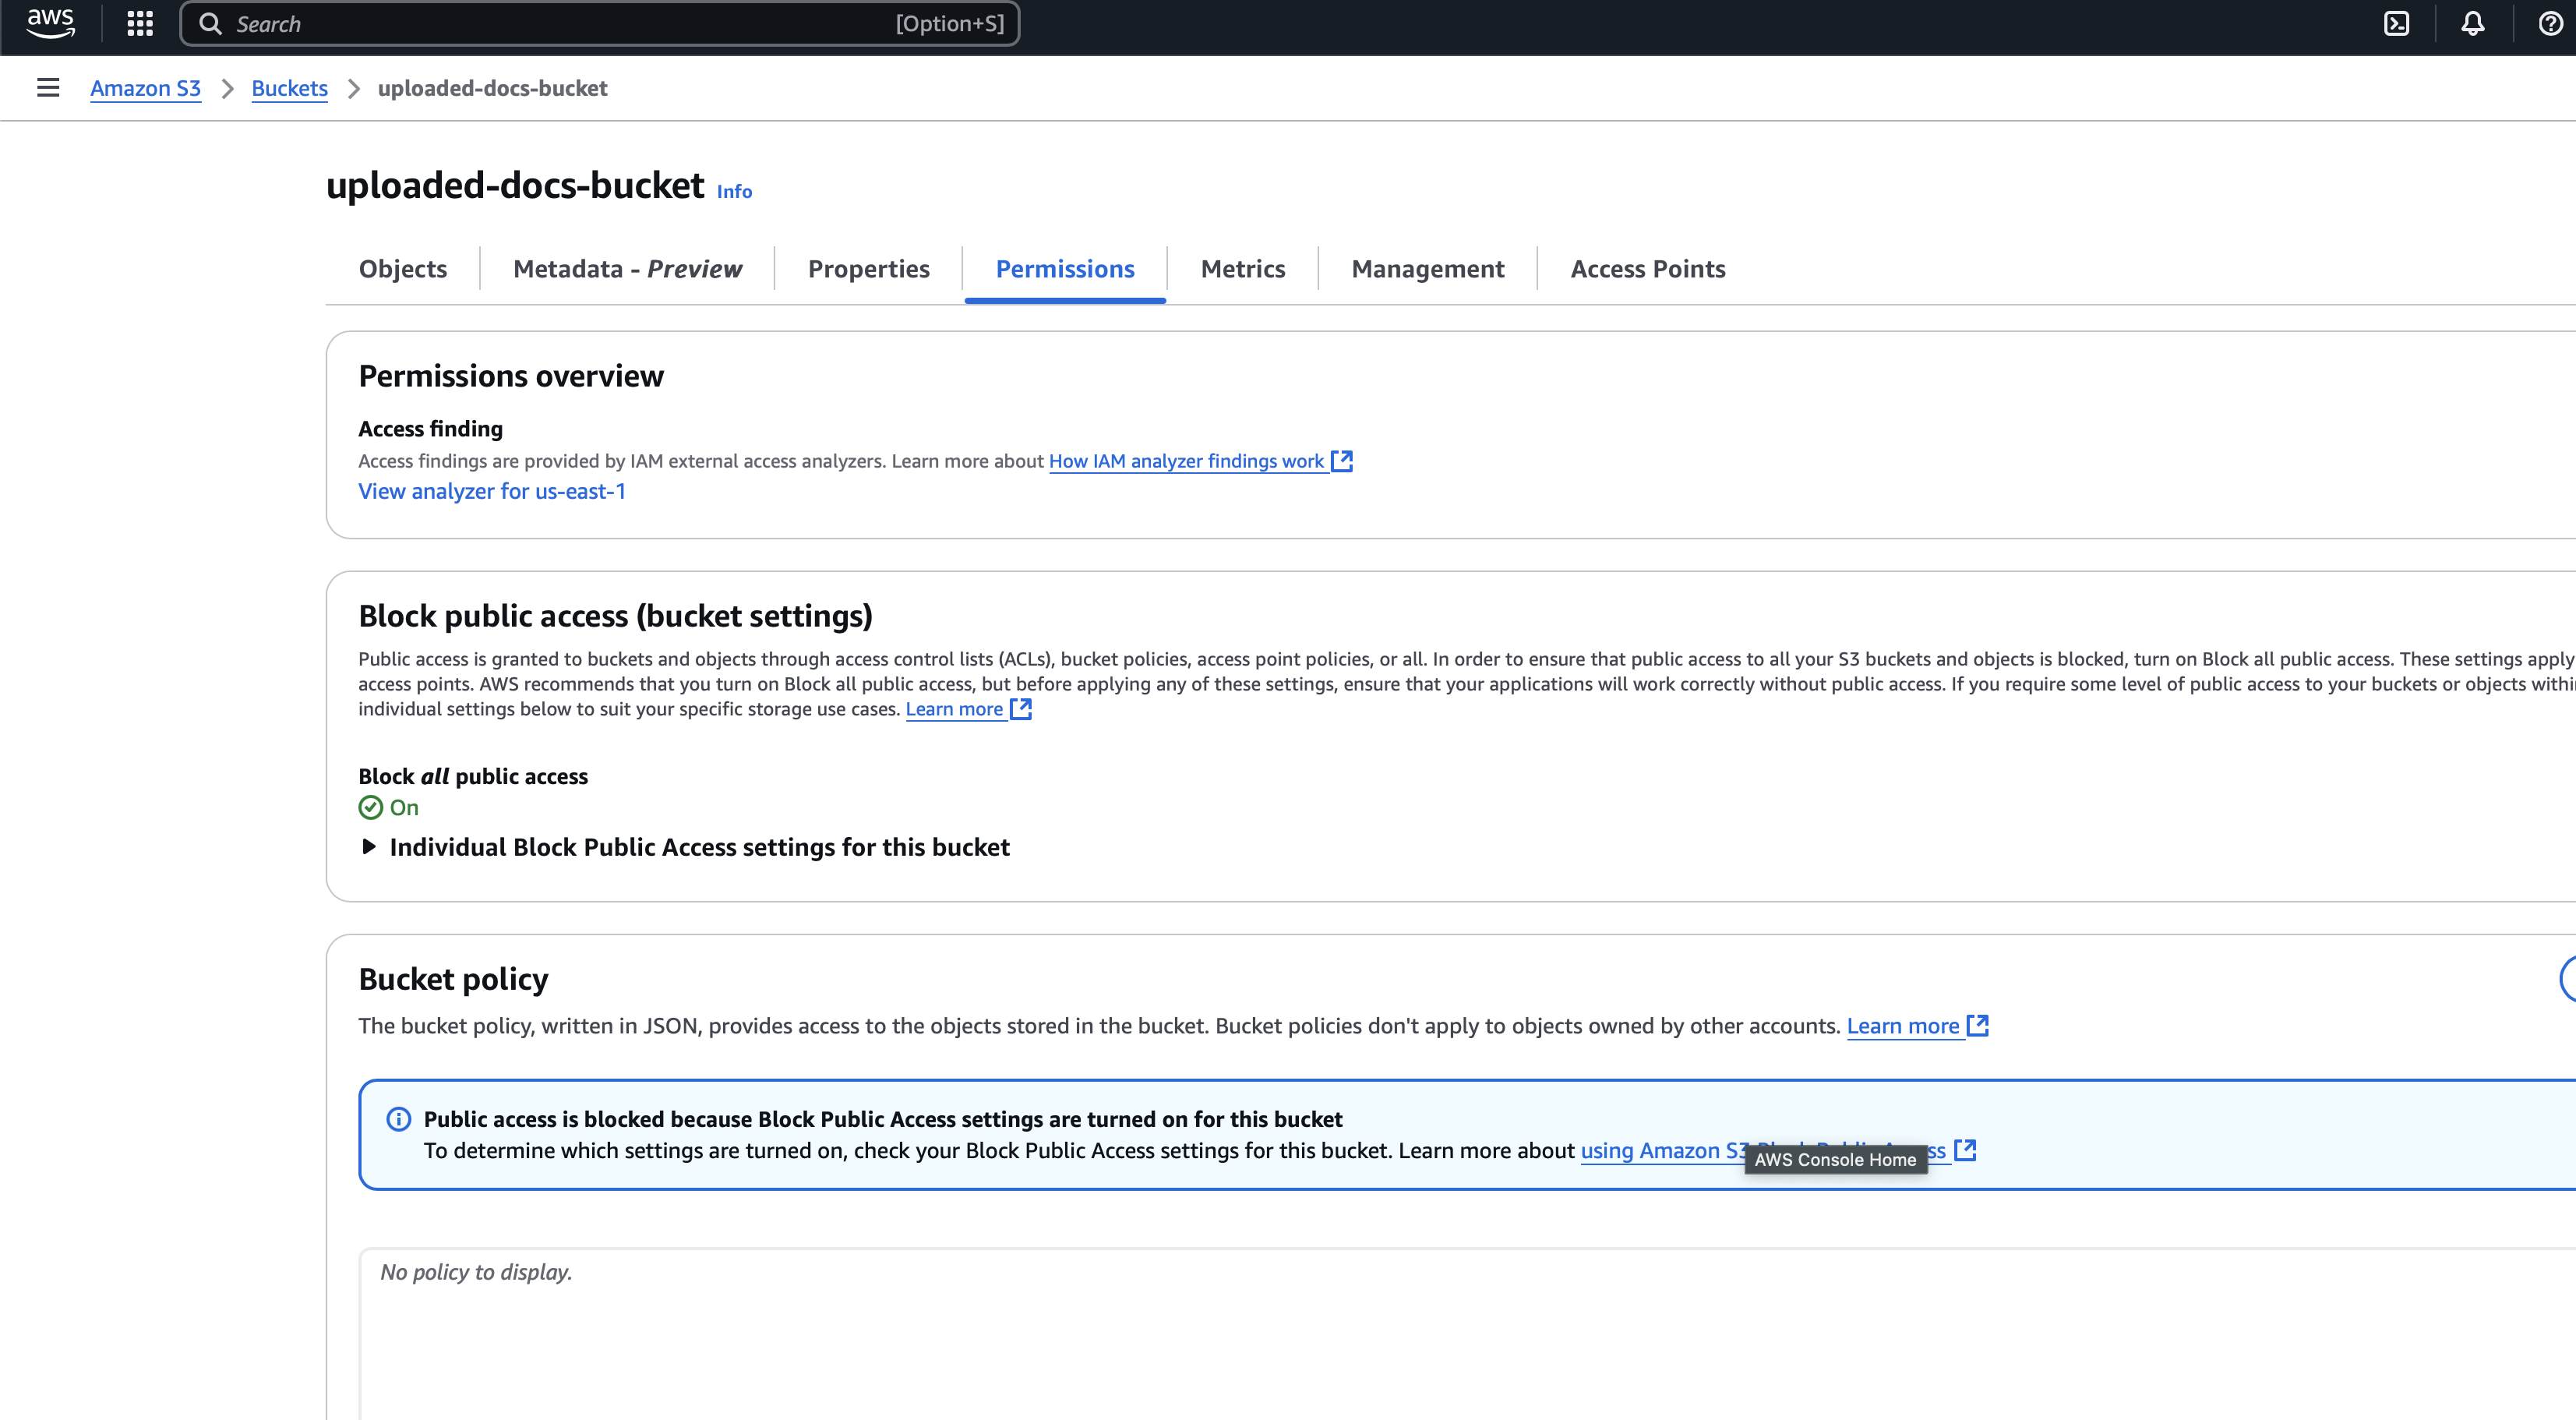 aws
Search [Option+S]
Amazon S3 > Buckets > uploaded-docs-bucket
uploaded-docs-bucket Info
Objects
Metadata - Preview
Properties
Permissions
Metrics
Management
Access Points
Permissions overview
Access finding
Access findings are provided by IAM external access analyzers. Learn more about How IAM analyzer findings work
View analyzer for us-east-1
Block public access (bucket settings)
Public access is granted to buckets and objects through access control lists (ACLs), bucket policies, access point policies, or all. In order to ensure that public access to all your S3 buckets and objects is blocked, turn on Block all public access. These settings apply
access points. AWS recommends that you turn on Block all public access, but before applying any of these settings, ensure that your applications will work correctly without public access. If you require some level of public access to your buckets or objects
individual settings below to suit your specific storage use cases. Learn more
Block all public access
On
Individual Block Public Access settings for this bucket
Bucket policy
The bucket policy, written in JSON, provides access to the objects stored in the bucket. Bucket policies don't apply to objects owned by other accounts. Learn more
Public access is blocked because Block Public Access settings are turned on for this bucket
To determine which settings are turned on, check your Block Public Access settings for this bucket. Learn more about using Amazon S3
AWS Console Home
No policy to display.